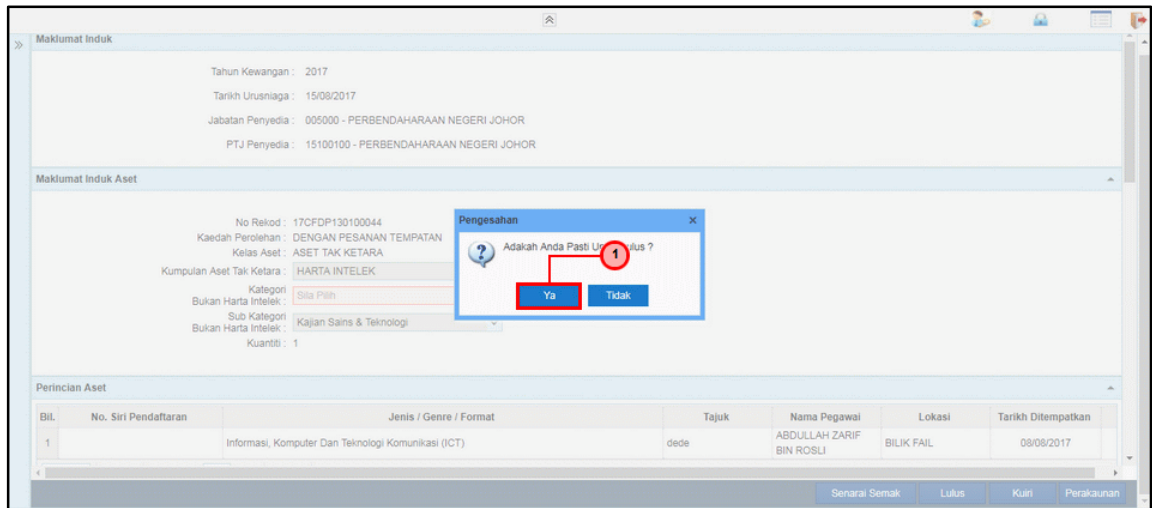 Maklumat Induk
Tahun Kewangan : 2017
Tarikh Urusniaga : 15/08/2017
Jabatan Penyedia : 005000 - PERBENDAHARAAN NEGERI JOHOR
PTJ Penyedia : 15100100 - PERBENDAHARAAN NEGERI JOHOR
Maklumat Induk Aset
No Rekod : 17CFDP130100044
Kaedah Perolehan : DENGAN PESANAN TEMPATAN
Kelas Aset : ASET TAK KETARA
Kumpulan Aset Tak Ketara : HARTA INTELEK
Kategori
Bukan Harta Intelek : Sila Pilih
Sub Kategori
Bukan Harta Intelek : Kajian Sains & Teknologi
Kuantiti : 1
Pengesahan x
Adakah Anda Pasti ulus ?
1
Ya Tidak
Perincian Aset
Bil. No. Siri Pendaftaran Jenis / Genre / Format Tajuk Nama Pegawai Lokasi Tarikh Ditempatkan
1 Informasi, Komputer Dan Teknologi Komunikasi (ICT) dede ABDULLAH ZARIF BILIK FAIL 08/08/2017
BIN ROSLI
Senarai Semak Lulus Kuiri Perakaunan